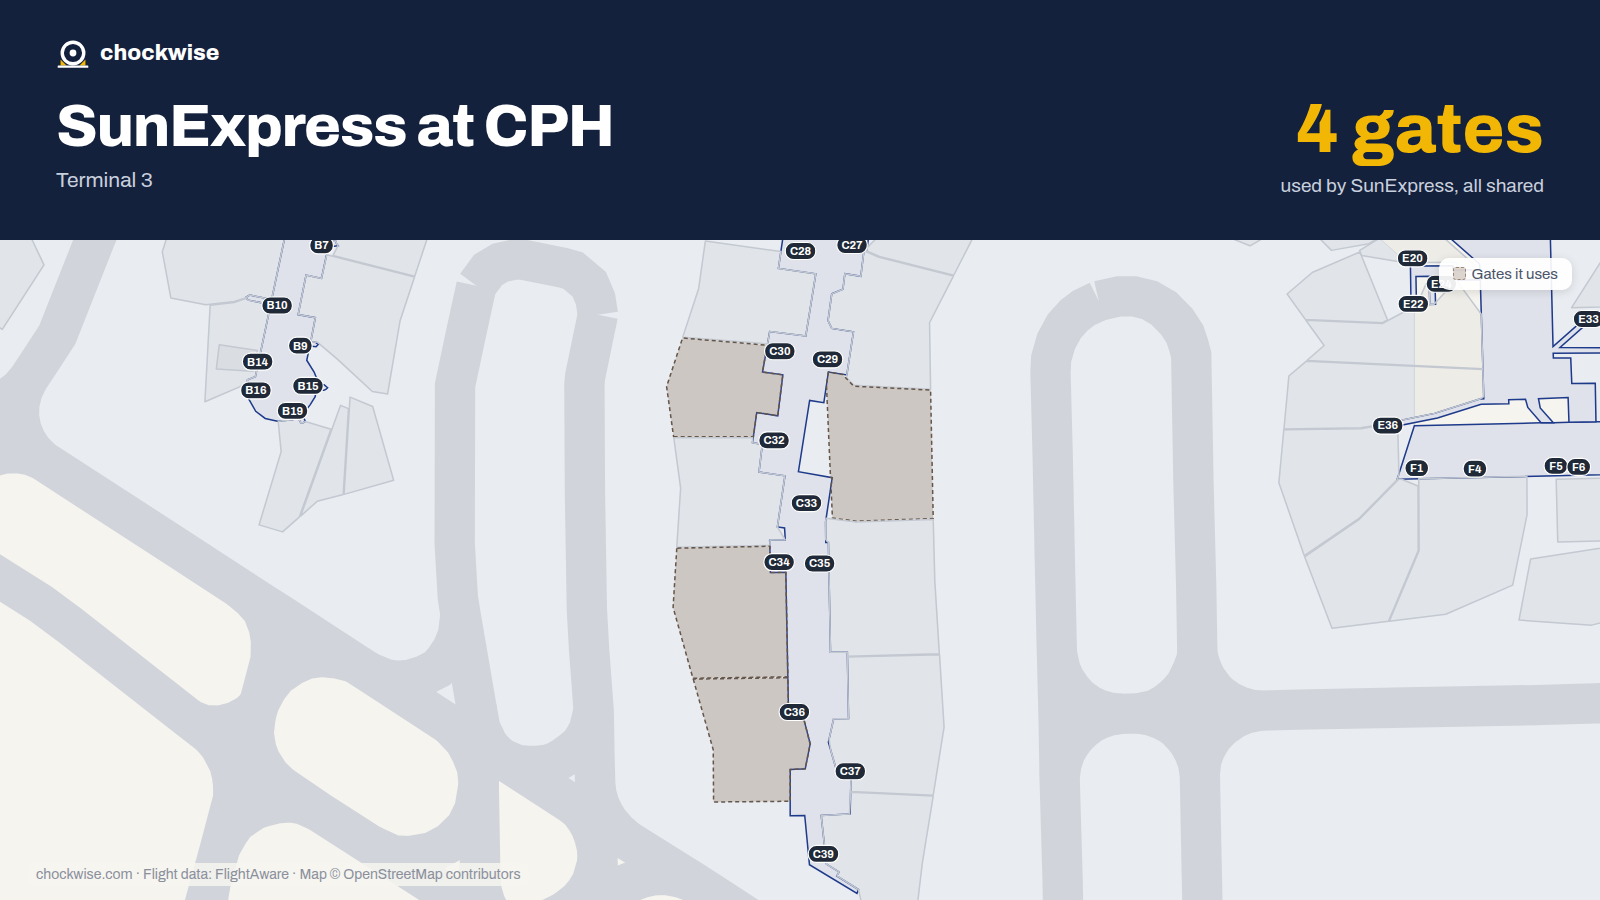 chockwise
SunExpress at CPH
Terminal 3
4 gates
used by SunExpress, all shared
Gates it uses
B7
B10
B9
B14
B16
B15
B19
C28
C27
C30
C29
C32
C33
C34
C35
C36
C37
C39
E20
E22
E33
E36
F1
F4
F5
F6
chockwise.com · Flight data: FlightAware · Map © OpenStreetMap contributors